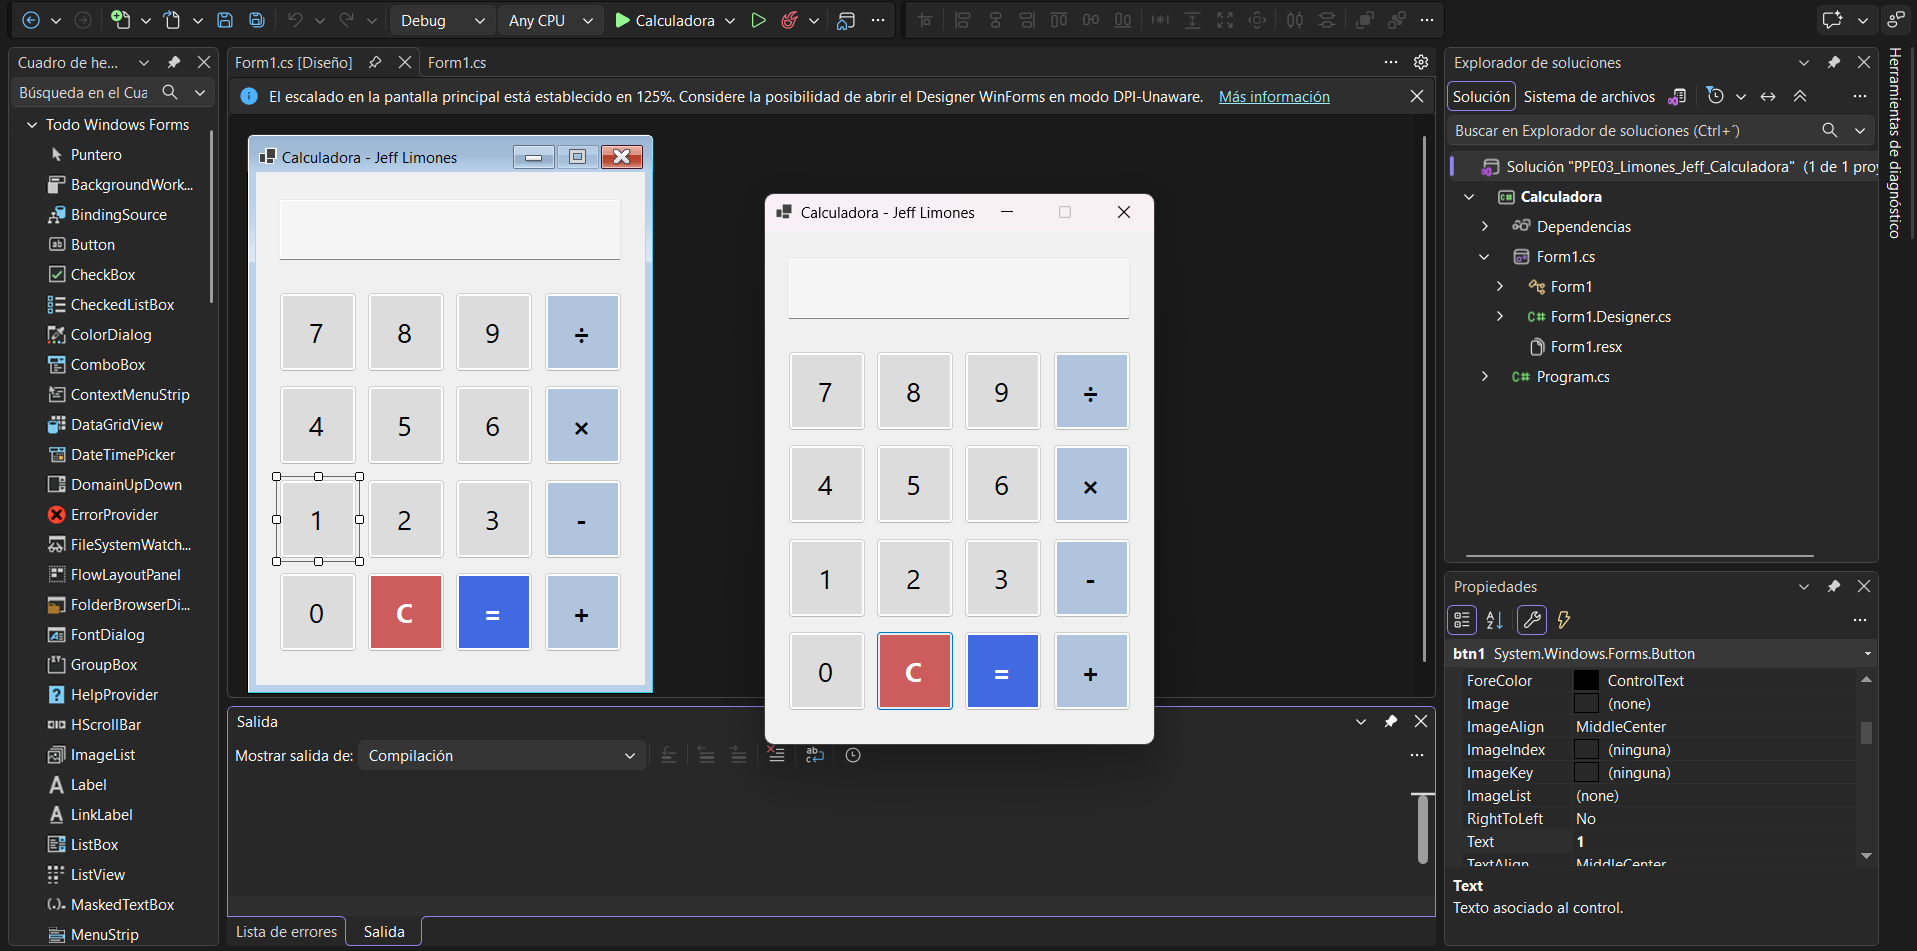 Debug
Any CPU
Calculadora
Cuadro de he...
Búsqueda en el Cua
Todo Windows Forms
Puntero
BackgroundWork...
BindingSource
Button
CheckBox
CheckedListBox
ColorDialog
ComboBox
ContextMenuStrip
DataGridView
DateTimePicker
DomainUpDown
ErrorProvider
FileSystemWatch...
FlowLayoutPanel
FolderBrowserDi...
FontDialog
GroupBox
HelpProvider
HScrollBar
ImageList
Label
LinkLabel
ListBox
ListView
MaskedTextBox
MenuStrip
Form1.cs [Diseño]
Form1.cs
El escalado en la pantalla principal está establecido en 125%. Considere la posibilidad de abrir el Designer WinForms en modo DPI-Unaware. Más información
Calculadora - Jeff Limones
7 8 9 ÷
4 5 6 ×
1 2 3 -
0 C = +
Calculadora - Jeff Limones
7 8 9 ÷
4 5 6 ×
1 2 3 -
0 C = +
Salida
Mostrar salida de: Compilación
Lista de errores
Salida
Explorador de soluciones
Solución
Sistema de archivos
Buscar en Explorador de soluciones (Ctrl+´)
Solución "PPE03_Limones_Jeff_Calculadora" (1 de 1 proy
Calculadora
Dependencias
Form1.cs
Form1
C# Form1.Designer.cs
Form1.resx
C# Program.cs
Propiedades
btn1 System.Windows.Forms.Button
ForeColor ControlText
Image (none)
ImageAlign MiddleCenter
ImageIndex (ninguna)
ImageKey (ninguna)
ImageList (none)
RightToLeft No
Text 1
TextAlign MiddleCenter
Text
Texto asociado al control.
Herramientas de diagnóstico